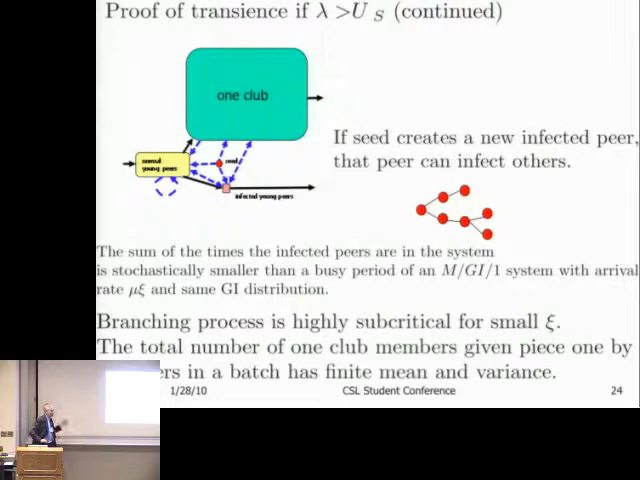 Proof of transience if λ >U S (continued)
one club
If seed creates a new infected peer,
that peer can infect others.
normal
young peers
seed
infected young peers
The sum of the times the infected peers are in the system
is stochastically smaller than a busy period of an M/GI/1 system with arrival
rate μξ and same GI distribution.
Branching process is highly subcritical for small ξ.
The total number of one club members given piece one by
in a batch has finite mean and variance.
1/28/10
CSL Student Conference
24